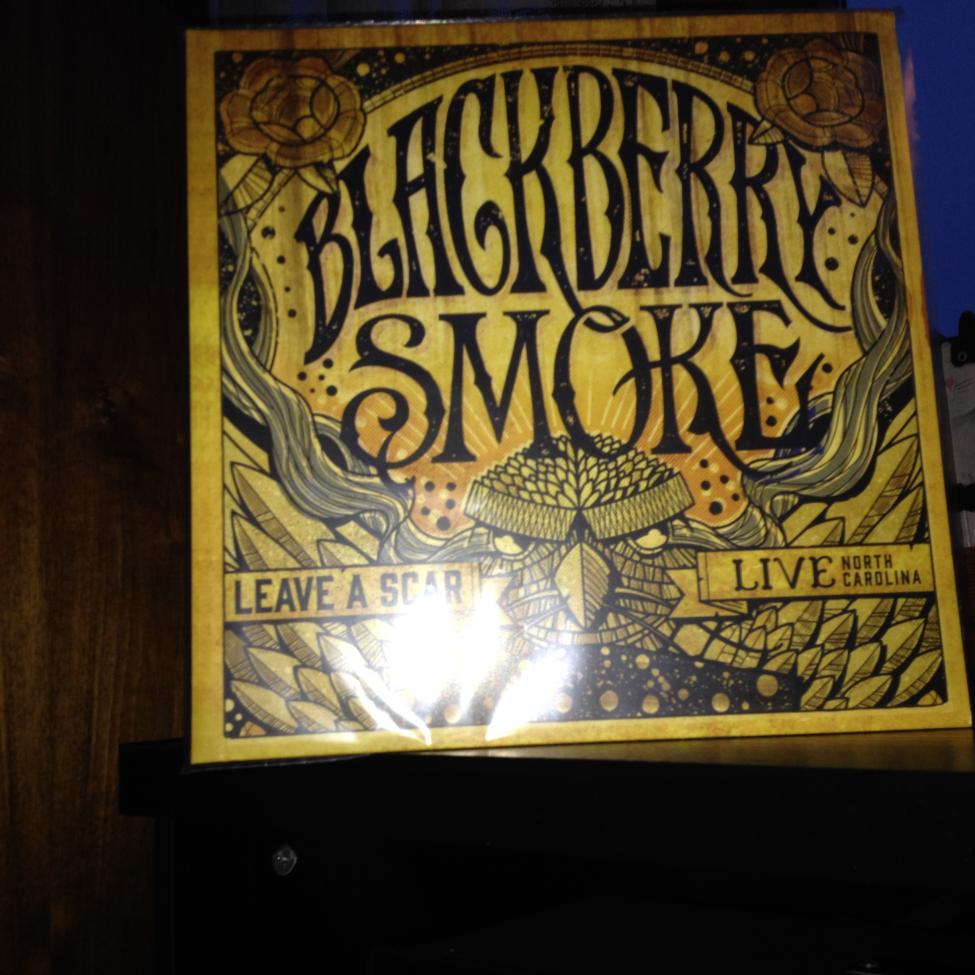 BLACKBERRY
SMOKE
LEAVE A SCAR
LIVE NORTH
CAROLINA